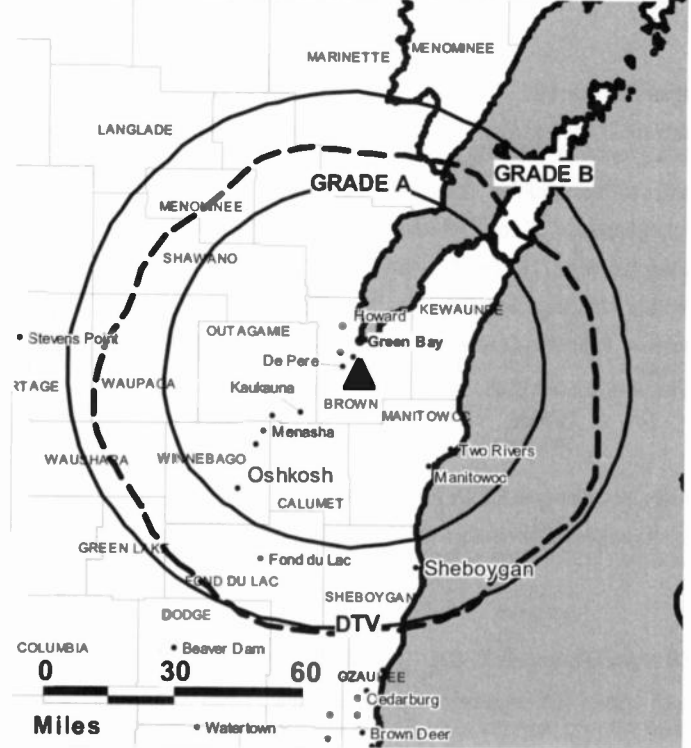 MENOMINEE
MARINETTE
LANGLADE
GRADE B
GRADE A
MENOMINEE
SHAWANO
KEWAUNEE
Howard
OUTAGAMIE
Stevens Point
Green Bay
De Pere
RTAGE
WAUPACA
Kaukauna
BROWN
MANITOWOC
Menasha
Two Rivers
WAUSHARA
WINNEBAGO
Oshkosh
Manitowoc
CALUMET
GREEN LAKE
Fond du Lac
Sheboygan
FOND DU LAC
SHEBOYGAN
DODGE
DTV
COLUMBIA
Beaver Dam
0 30 60
OZAUKEE
Cedarburg
Miles
Watertown
Brown Deer